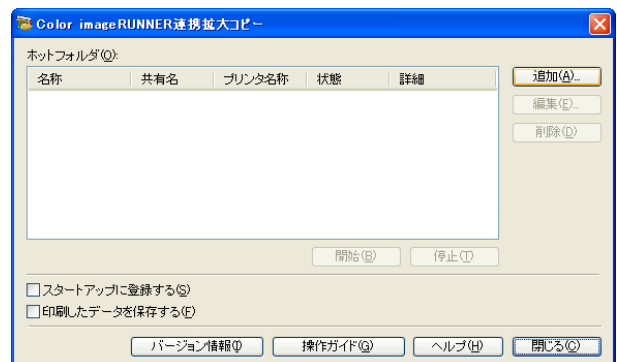 Color imageRUNNER連携拡大コピー
ホットフォルダ(O):
名称 共有名 プリンタ名称 状態 詳細
追加(A)...
編集(E)...
削除(D)
開始(B) 停止(T)
スタートアップに登録する(S)
印刷したデータを保存する(F)
バージョン情報(I) 操作ガイド(G) ヘルプ(H) 閉じる(C)